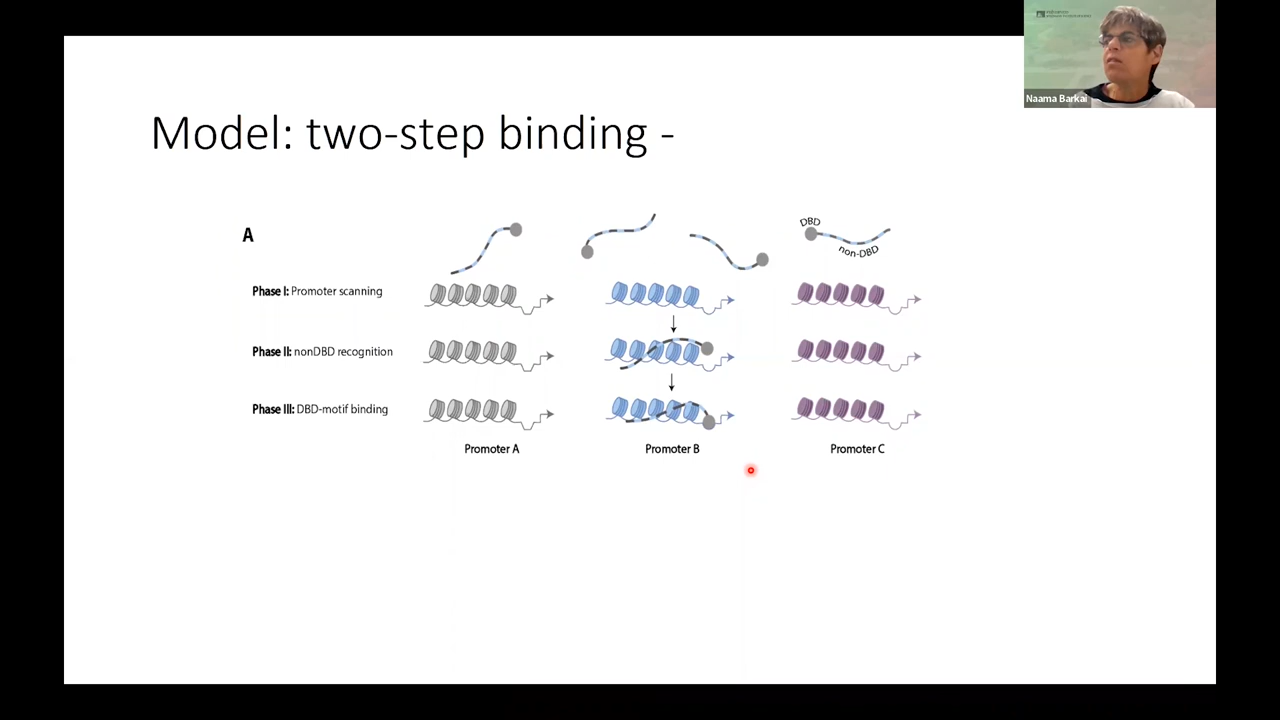 Naama Barkai
Model: two-step binding -
A
DBD
non-DBD
Phase I: Promoter scanning
Phase II: nonDBD recognition
Phase III: DBD-motif binding
Promoter A
Promoter B
Promoter C